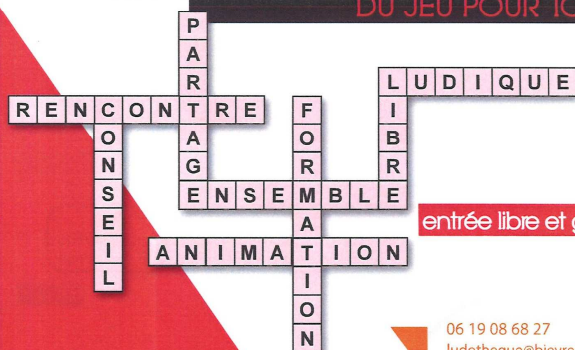 DU JEU POUR
PARTAGE
LUDIQUE
RENCONTRE
FORMATION
LIBRE
CONSEIL
ENSEMBLE
ANIMATION
entrée libre et
06 19 08 68 27